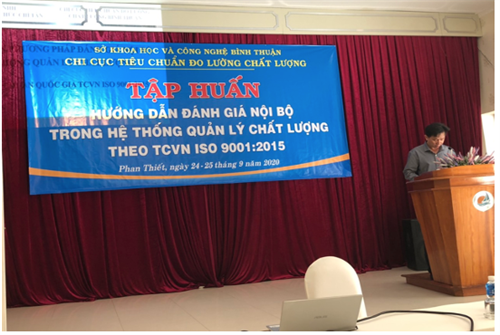 SỞ KHOA HỌC VÀ CÔNG NGHỆ BÌNH THUẬN
CHI CỤC TIÊU CHUẨN ĐO LƯỜNG CHẤT LƯỢNG
TẬP HUẤN
HƯỚNG DẪN ĐÁNH GIÁ NỘI BỘ
TRONG HỆ THỐNG QUẢN LÝ CHẤT LƯỢNG
THEO TCVN ISO 9001:2015
Phan Thiết, ngày 24-25 tháng 9 năm 2020